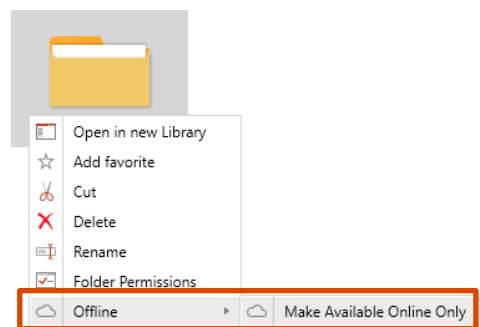 Open in new Library
Add favorite
Cut
Delete
Rename
Folder Permissions
Offline
Make Available Online Only